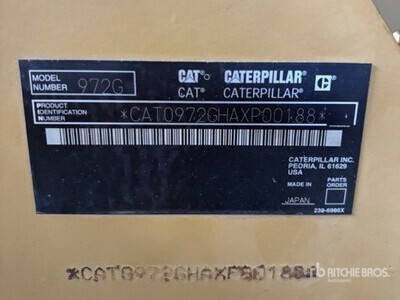 MODEL NUMBER 972G
CAT® CATERPILLAR C
CAT® CATERPILLAR
PRODUCT IDENTIFICATION NUMBER *CAT0972GHAXP00188*
CATERPILLAR INC.
PEORIA, IL 61629
USA
MADE IN
PARTS ORDER
JAPAN
239-6986X
*CAT0972GHAXP00188*
RITCHIE BROS.